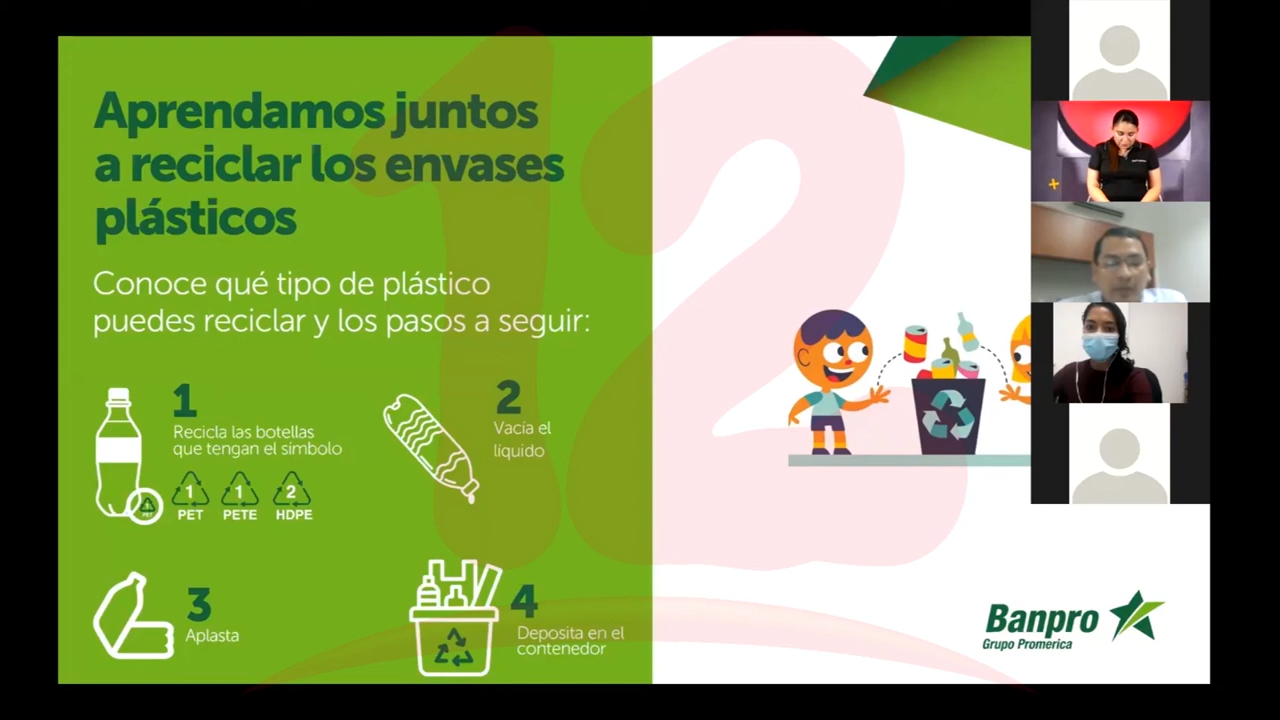 Aprendamos juntos
a reciclar los envases
plásticos
Conoce qué tipo de plástico
puedes reciclar y los pasos a seguir:
1
Recicla las botellas
que tengan el símbolo
1 1 2
PET PETE HDPE
2
Vacía el
líquido
3
Aplasta
4
Deposita en el
contenedor
Banpro
Grupo Promerica
12